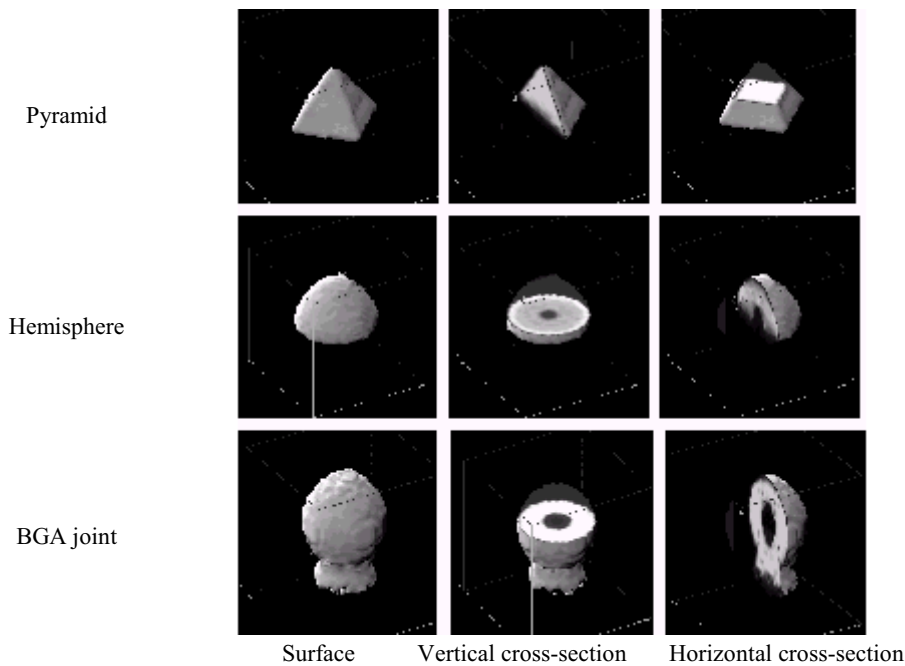 Pyramid
Hemisphere
BGA joint
Surface Vertical cross-section Horizontal cross-section